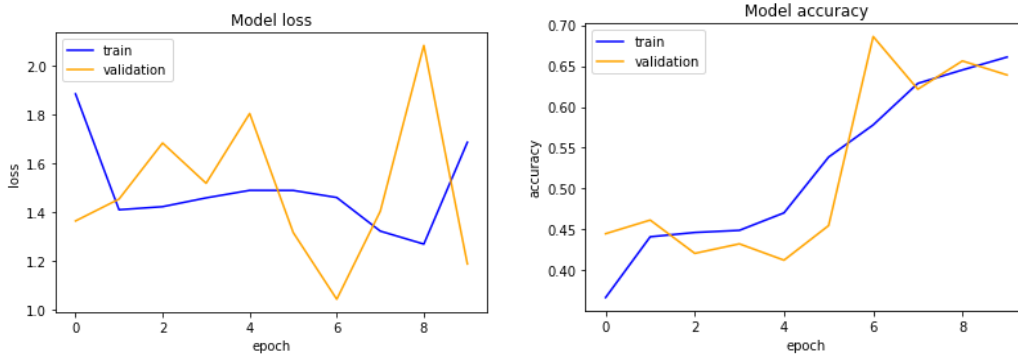 Model loss
train
validation
2.0
1.8
1.6
1.4
1.2
1.0
loss
0 2 4 6 8
epoch
Model accuracy
train
validation
0.70
0.65
0.60
0.55
0.50
0.45
0.40
accuracy
0 2 4 6 8
epoch